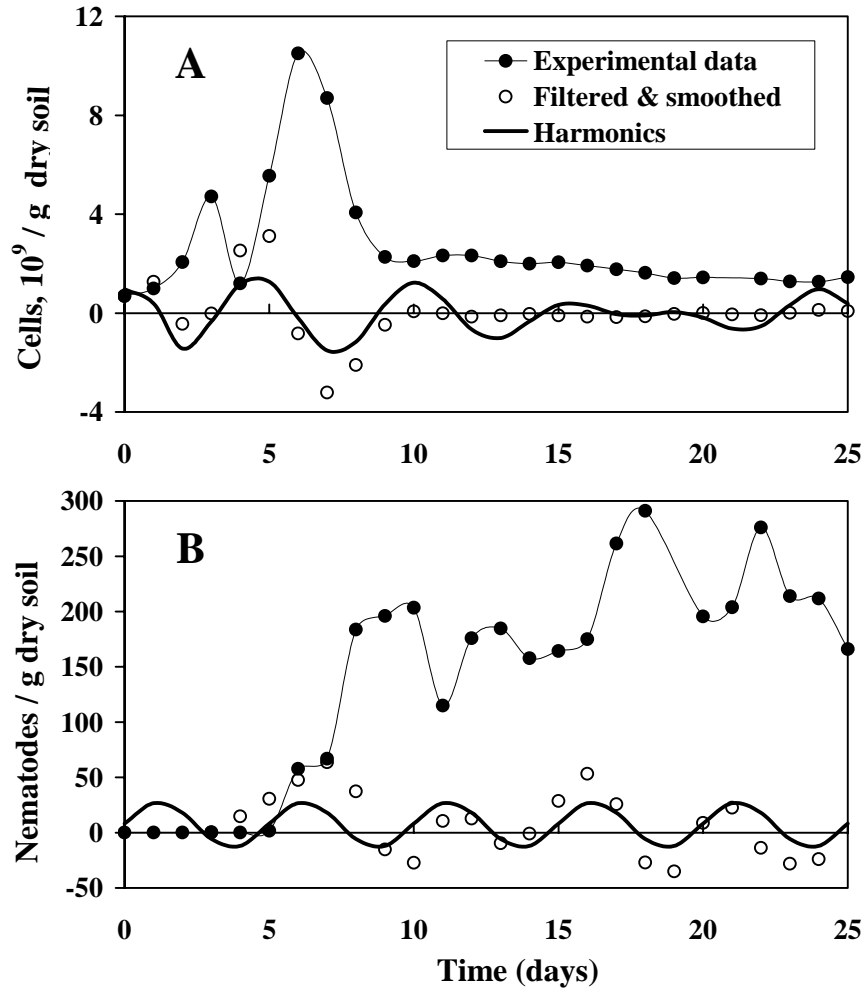 12
8
4
0
-4
Cells, 10⁹ / g dry soil
A
Experimental data
Filtered & smoothed
Harmonics
0 5 10 15 20 25
300
250
200
150
100
50
0
-50
Nematodes / g dry soil
B
0 5 10 15 20 25
Time (days)